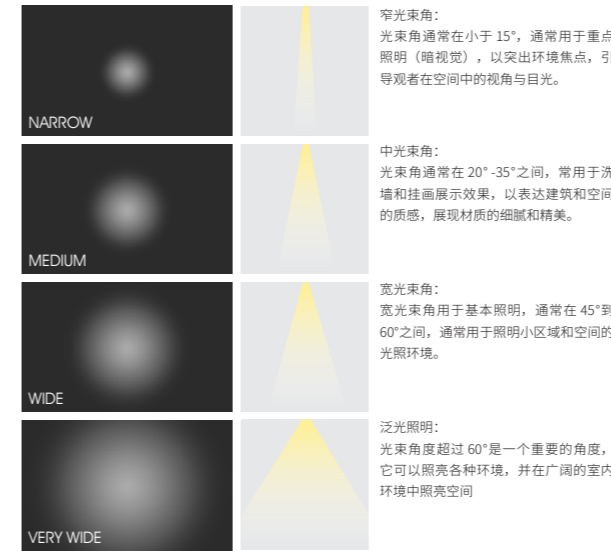 NARROW
窄光束角：
光束角通常在小于 15°，通常用于重点
照明（暗视觉），以突出环境焦点，引
导观者在空间中的视角与目光。
MEDIUM
中光束角：
光束角通常在 20° -35°之间，常用于洗
墙和挂画展示效果，以表达建筑和空间
的质感，展现材质的细腻和精美。
WIDE
宽光束角：
宽光束角用于基本照明，通常在 45°到
60°之间，通常用于照明小区域和空间的
光照环境。
VERY WIDE
泛光照明：
光束角度超过 60°是一个重要的角度，
它可以照亮各种环境，并在广阔的室内
环境中照亮空间